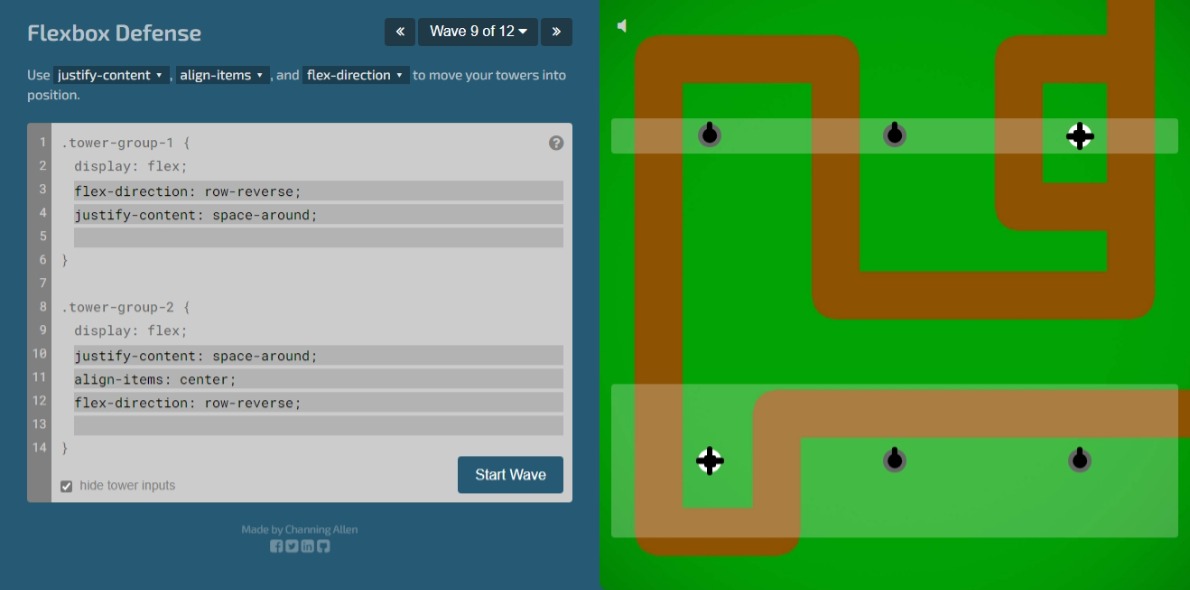 Flexbox Defense
« Wave 9 of 12 ▾ »
Use justify-content ▾ , align-items ▾ , and flex-direction ▾ to move your towers into
position.
1 .tower-group-1 { ?
2 display: flex;
3 flex-direction: row-reverse;
4 justify-content: space-around;
5
6 }
7
8 .tower-group-2 {
9 display: flex;
10 justify-content: space-around;
11 align-items: center;
12 flex-direction: row-reverse;
13
14 }
hide tower inputs
Start Wave
Made by Channing Allen